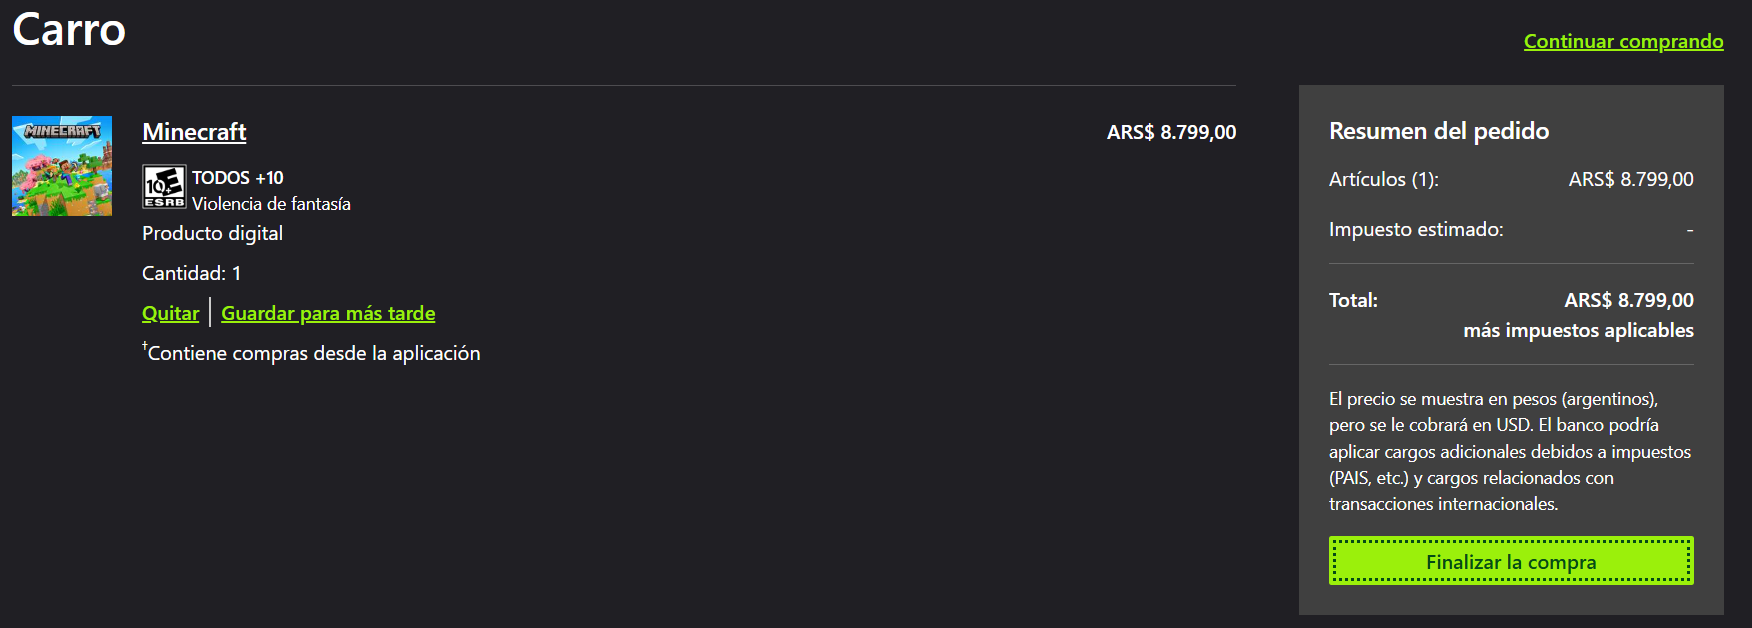 Carro
Continuar comprando
MINECRAFT
Minecraft
ARS$ 8.799,00
E
10+
ESRB
TODOS +10
Violencia de fantasía
Producto digital
Cantidad: 1
Quitar | Guardar para más tarde
†Contiene compras desde la aplicación
Resumen del pedido
Artículos (1): ARS$ 8.799,00
Impuesto estimado: -
Total: ARS$ 8.799,00
más impuestos aplicables
El precio se muestra en pesos (argentinos),
pero se le cobrará en USD. El banco podría
aplicar cargos adicionales debidos a impuestos
(PAIS, etc.) y cargos relacionados con
transacciones internacionales.
Finalizar la compra